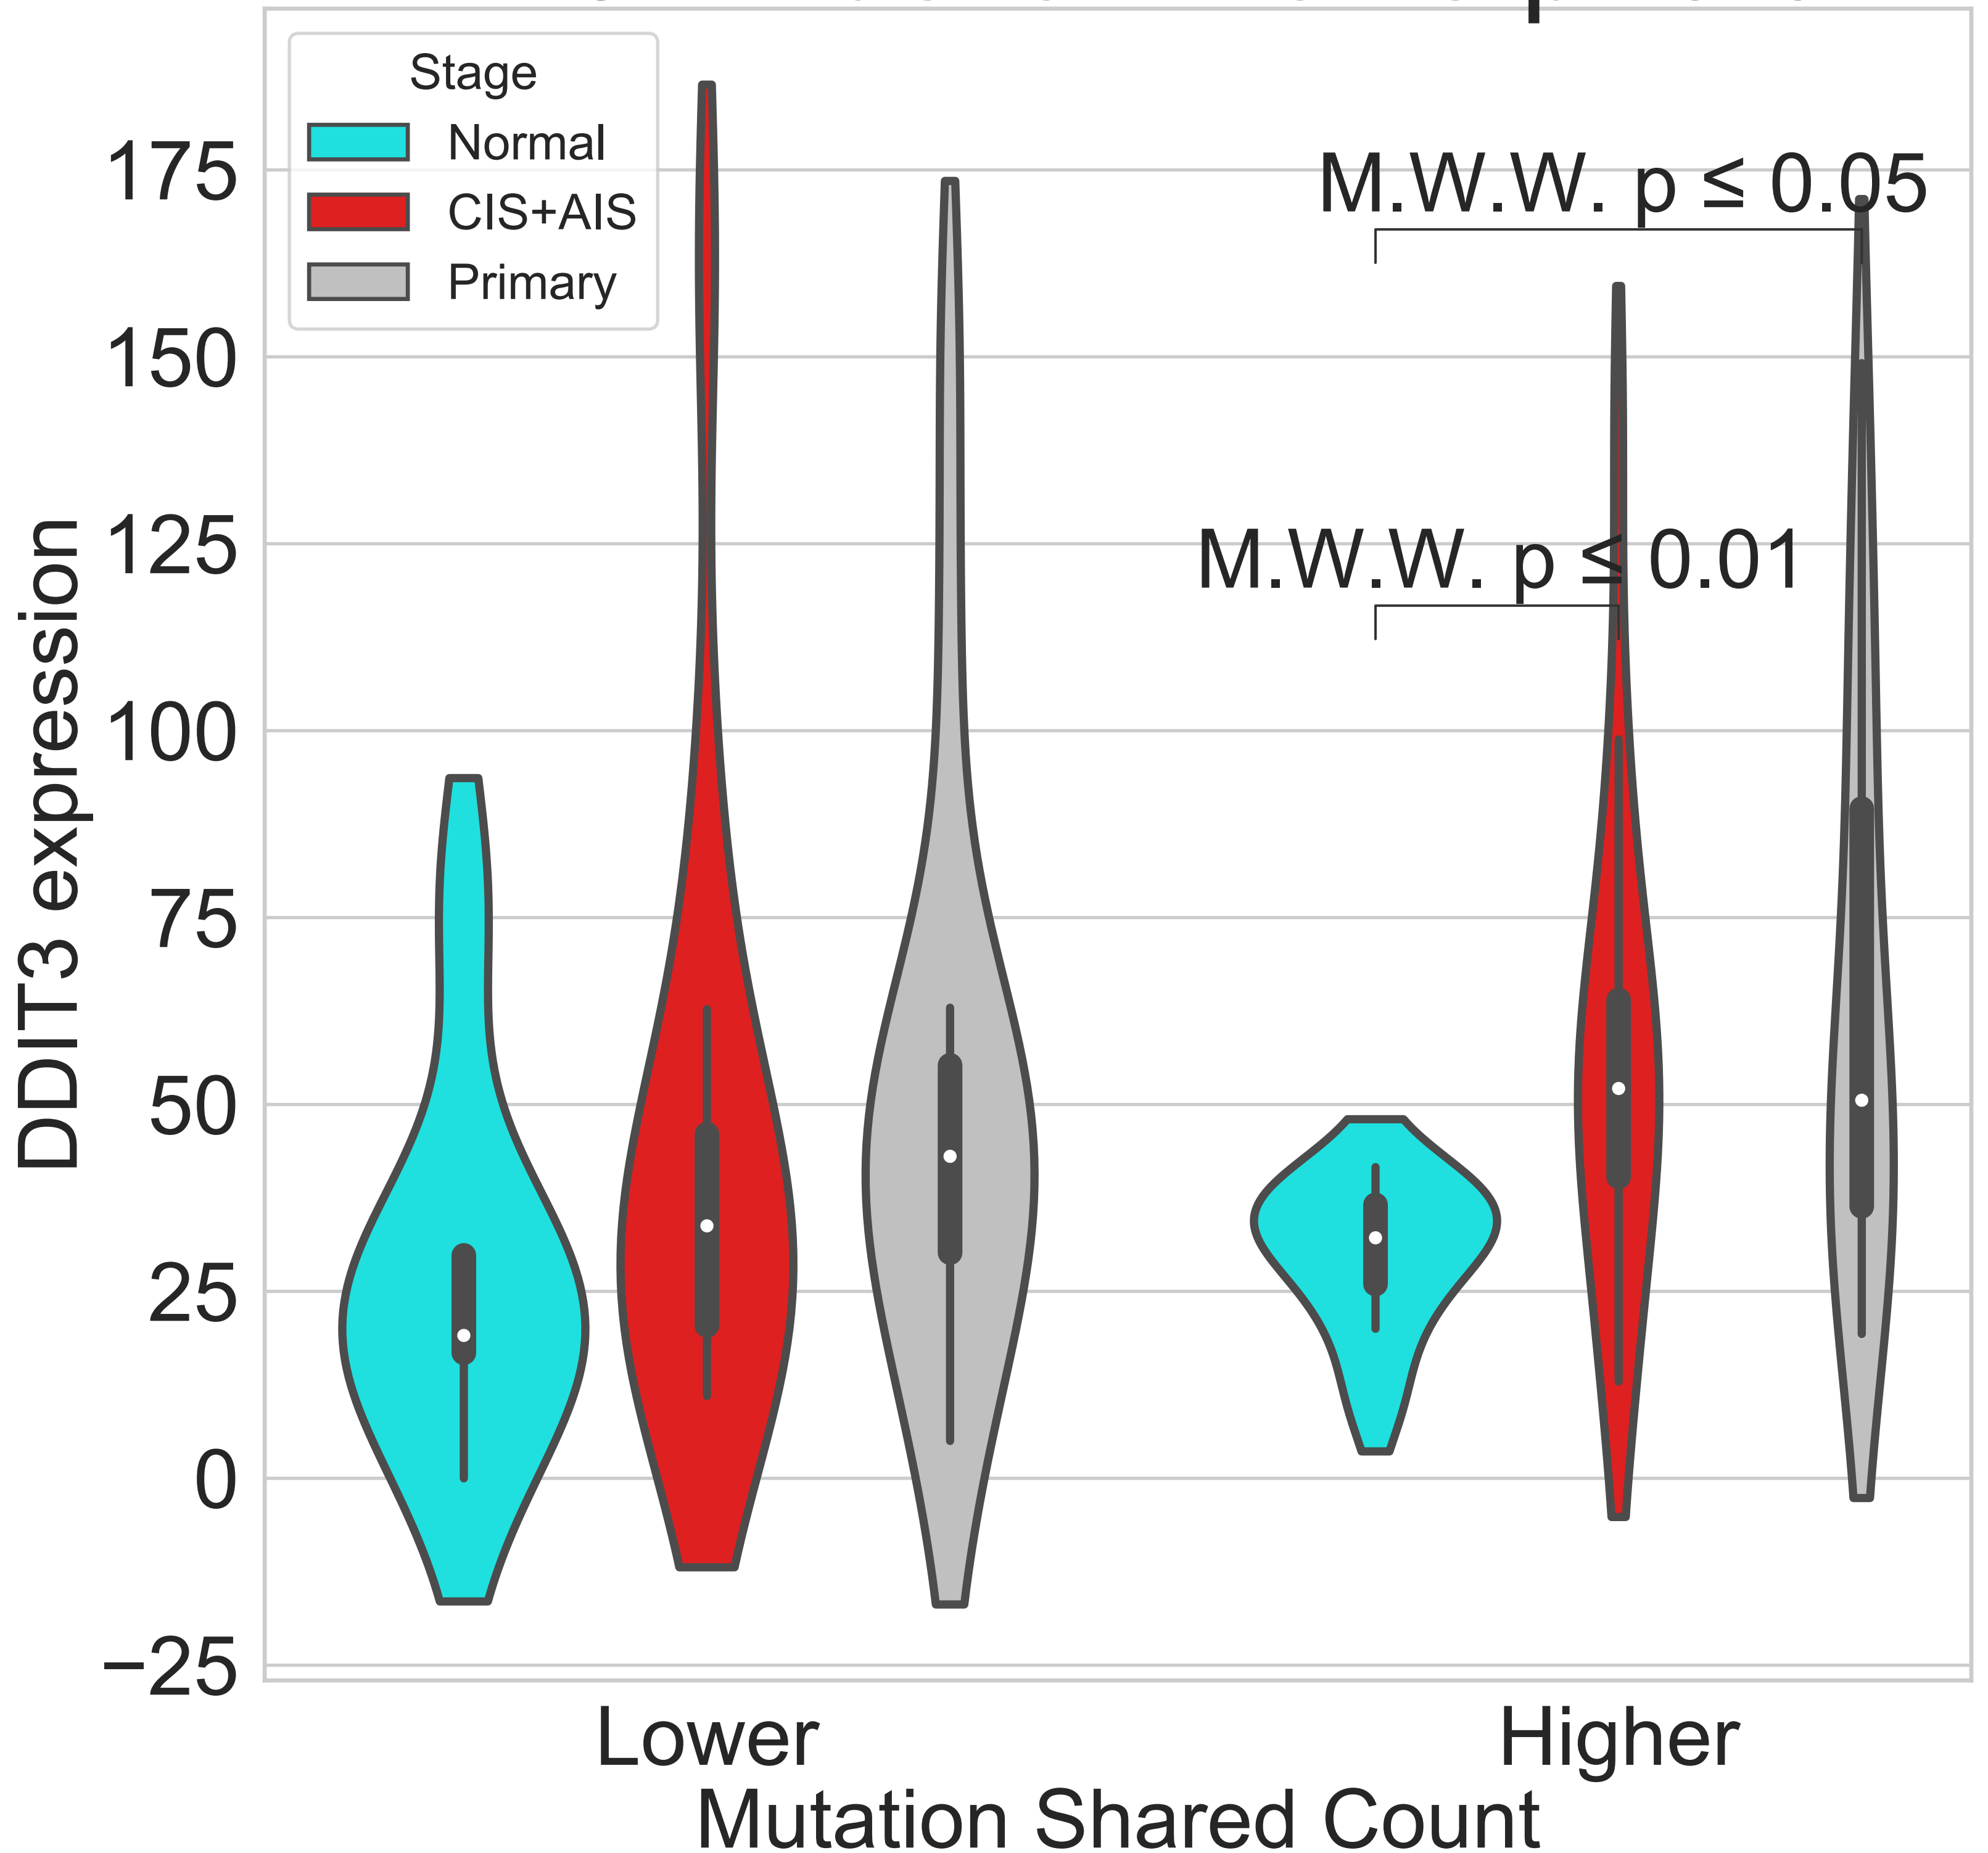 Stage
Normal
CIS+AIS
Primary
M.W.W. p ≤ 0.05
M.W.W. p ≤ 0.01
175
150
125
100
75
50
25
0
−25
DDIT3 expression
Lower
Higher
Mutation Shared Count